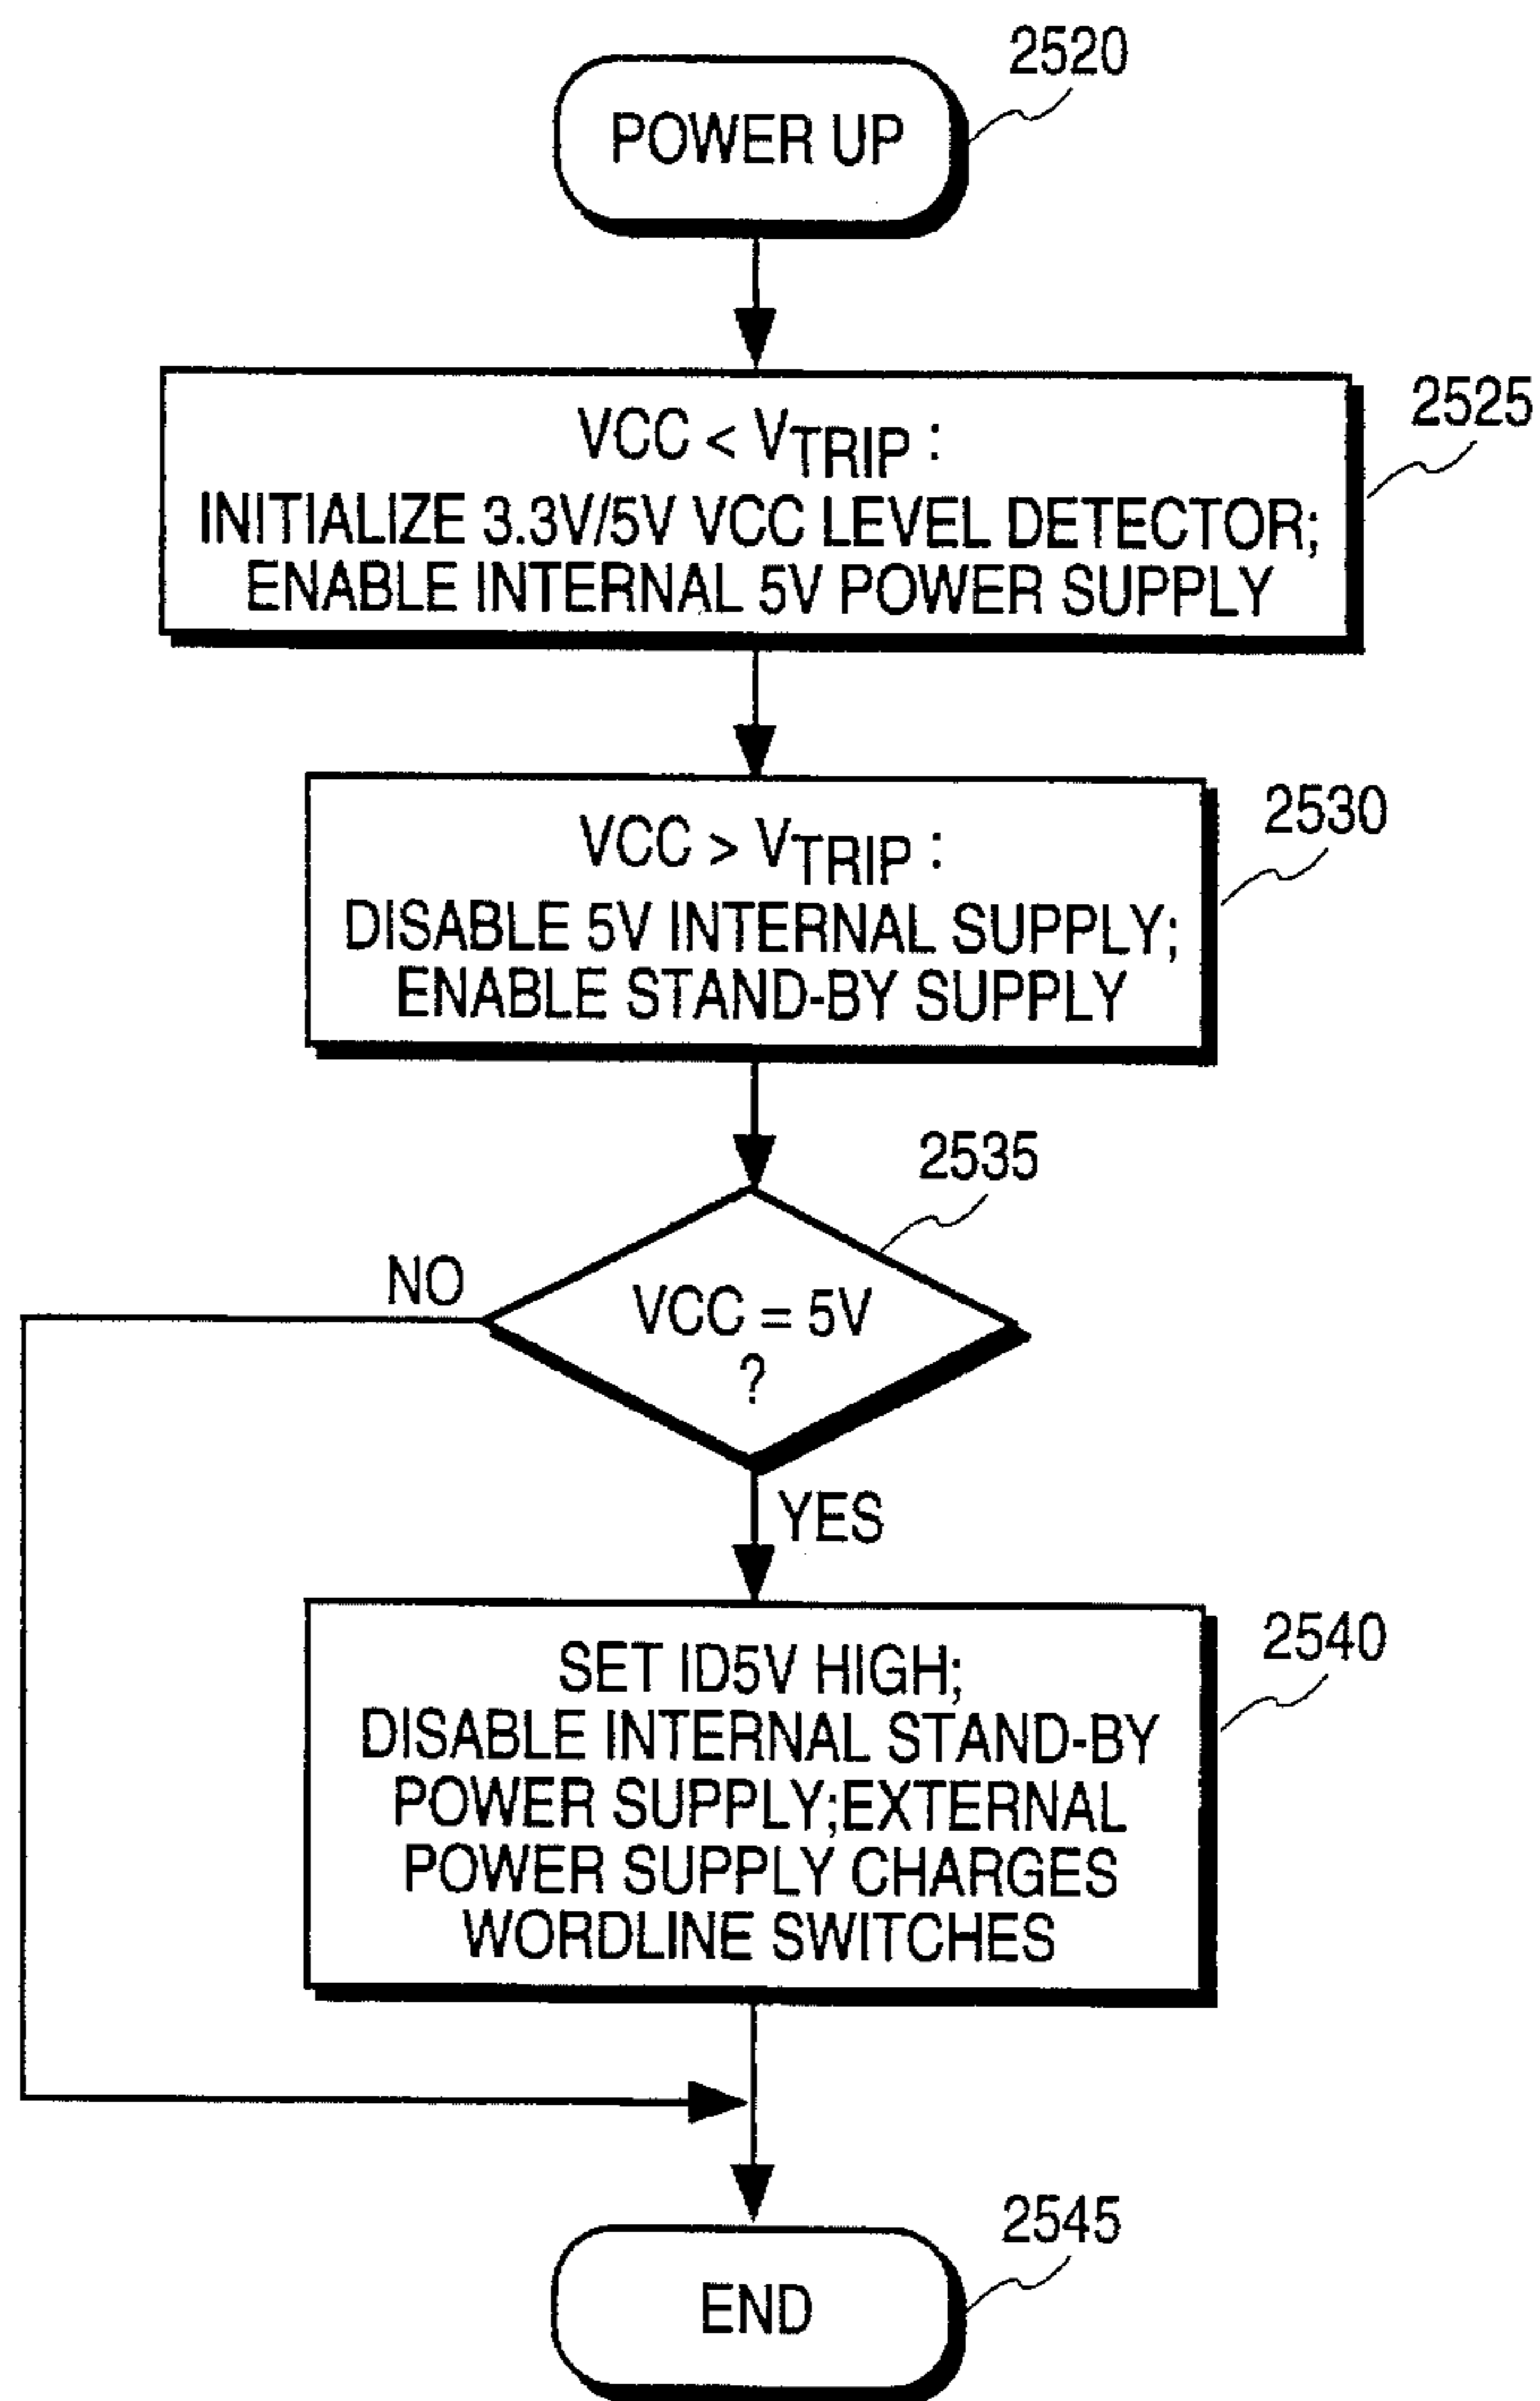 2520
POWER UP
2525
VCC < VTRIP :
INITIALIZE 3.3V/5V VCC LEVEL DETECTOR;
ENABLE INTERNAL 5V POWER SUPPLY
2530
VCC > VTRIP :
DISABLE 5V INTERNAL SUPPLY;
ENABLE STAND-BY SUPPLY
2535
NO
VCC = 5V
?
YES
2540
SET ID5V HIGH;
DISABLE INTERNAL STAND-BY
POWER SUPPLY;EXTERNAL
POWER SUPPLY CHARGES
WORDLINE SWITCHES
2545
END